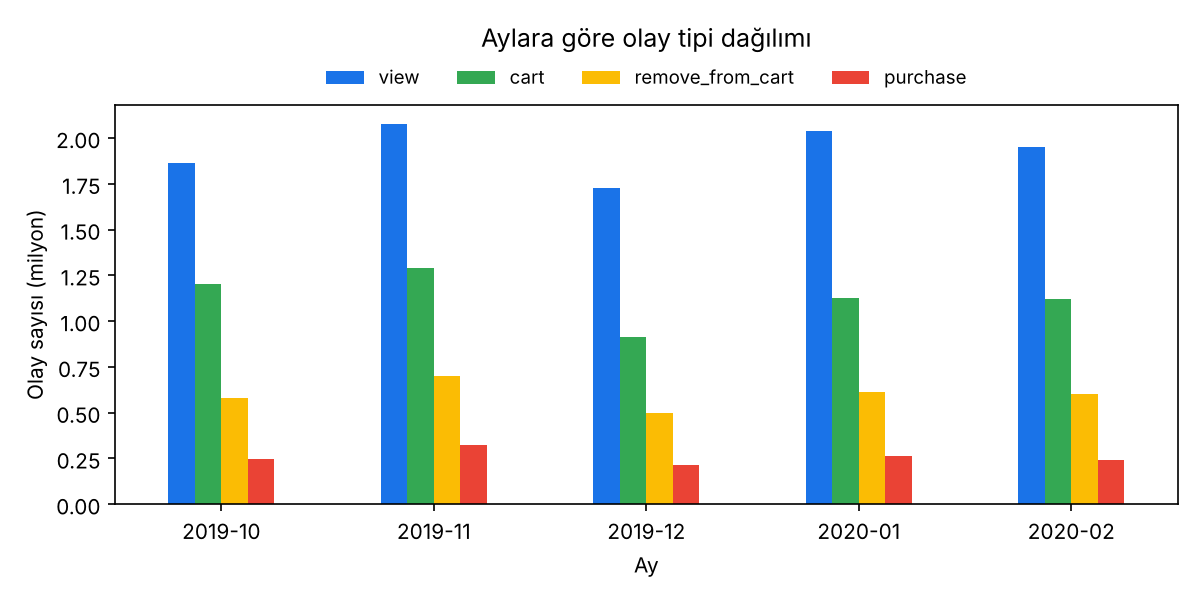 Aylara göre olay tipi dağılımı
view cart remove_from_cart purchase
Olay sayısı (milyon)
2.00
1.75
1.50
1.25
1.00
0.75
0.50
0.25
0.00
2019-10 2019-11 2019-12 2020-01 2020-02
Ay